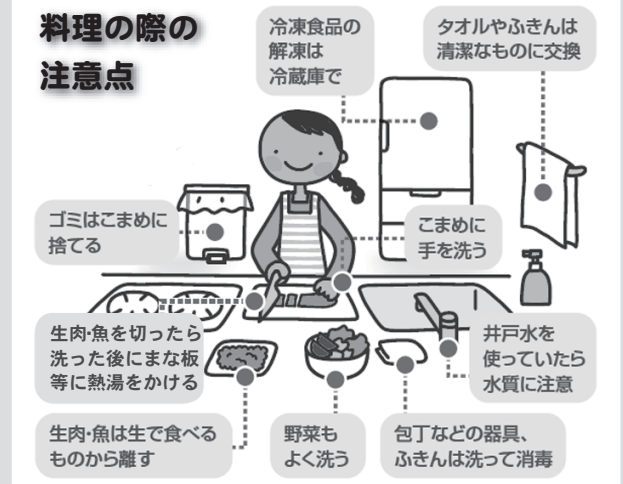 料理の際の
注意点
冷凍食品の
解凍は
冷蔵庫で
タオルやふきんは
清潔なものに交換
ゴミはこまめに
捨てる
こまめに
手を洗う
生肉・魚を切ったら
洗った後にまな板
等に熱湯をかける
井戸水を
使っていたら
水質に注意
生肉・魚は生で食べる
ものから離す
野菜も
よく洗う
包丁などの器具、
ふきんは洗って消毒